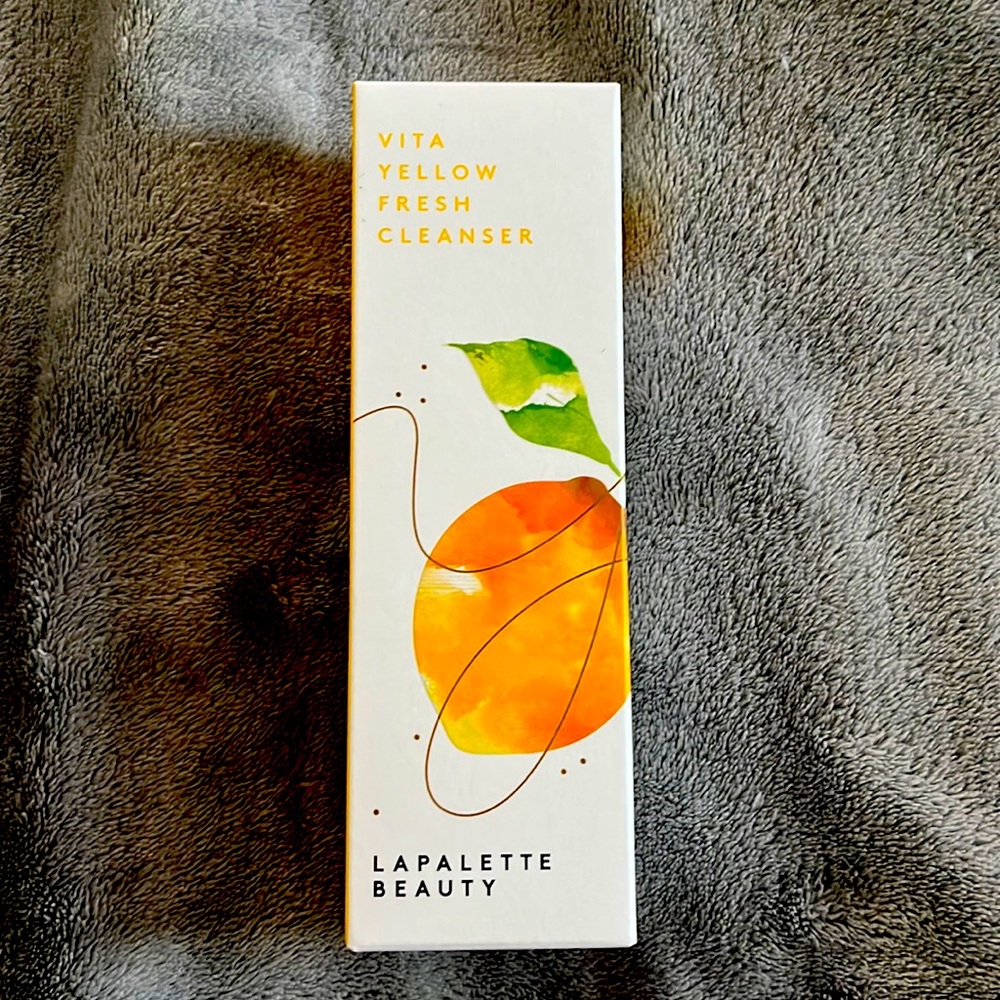 VITA
YELLOW
FRESH
CLEANSER
LAPALETTE
BEAUTY